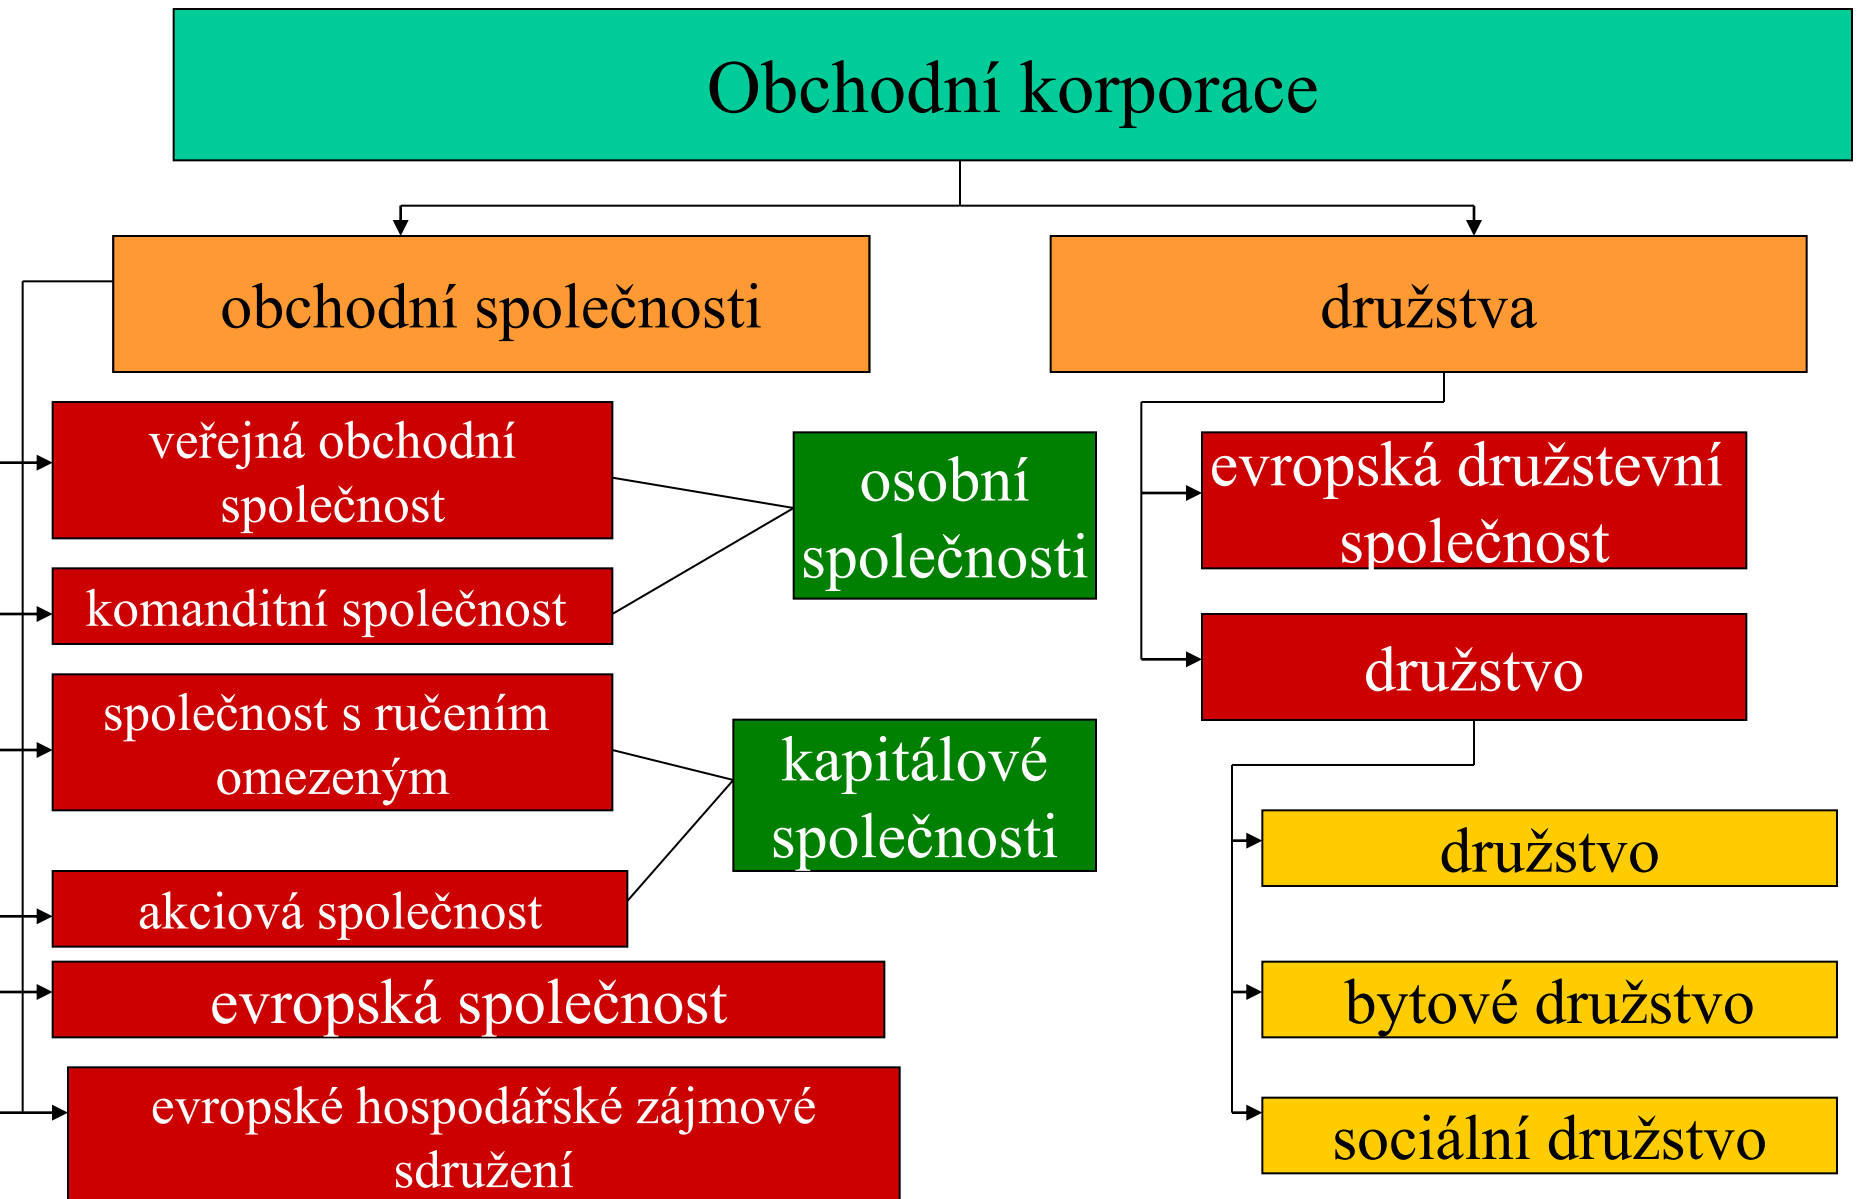 Obchodní korporace
obchodní společnosti
družstva
veřejná obchodní
společnost
komanditní společnost
společnost s ručením
omezeným
akciová společnost
evropská společnost
evropské hospodářské zájmové
sdružení
osobní
společnosti
kapitálové
společnosti
evropská družstevní
společnost
družstvo
družstvo
bytové družstvo
sociální družstvo